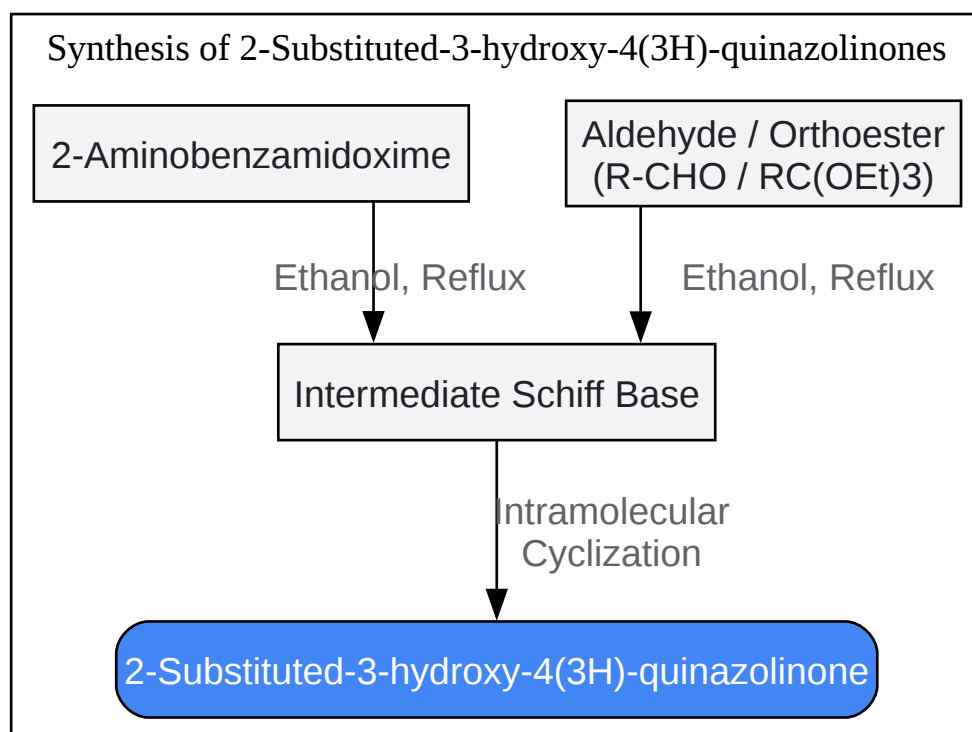 Synthesis of 2-Substituted-3-hydroxy-4(3H)-quinazolinones
2-Aminobenzamidoxime
Aldehyde / Orthoester
(R-CHO / RC(OEt)3)
Ethanol, Reflux
Ethanol, Reflux
Intermediate Schiff Base
Intramolecular
Cyclization
2-Substituted-3-hydroxy-4(3H)-quinazolinone